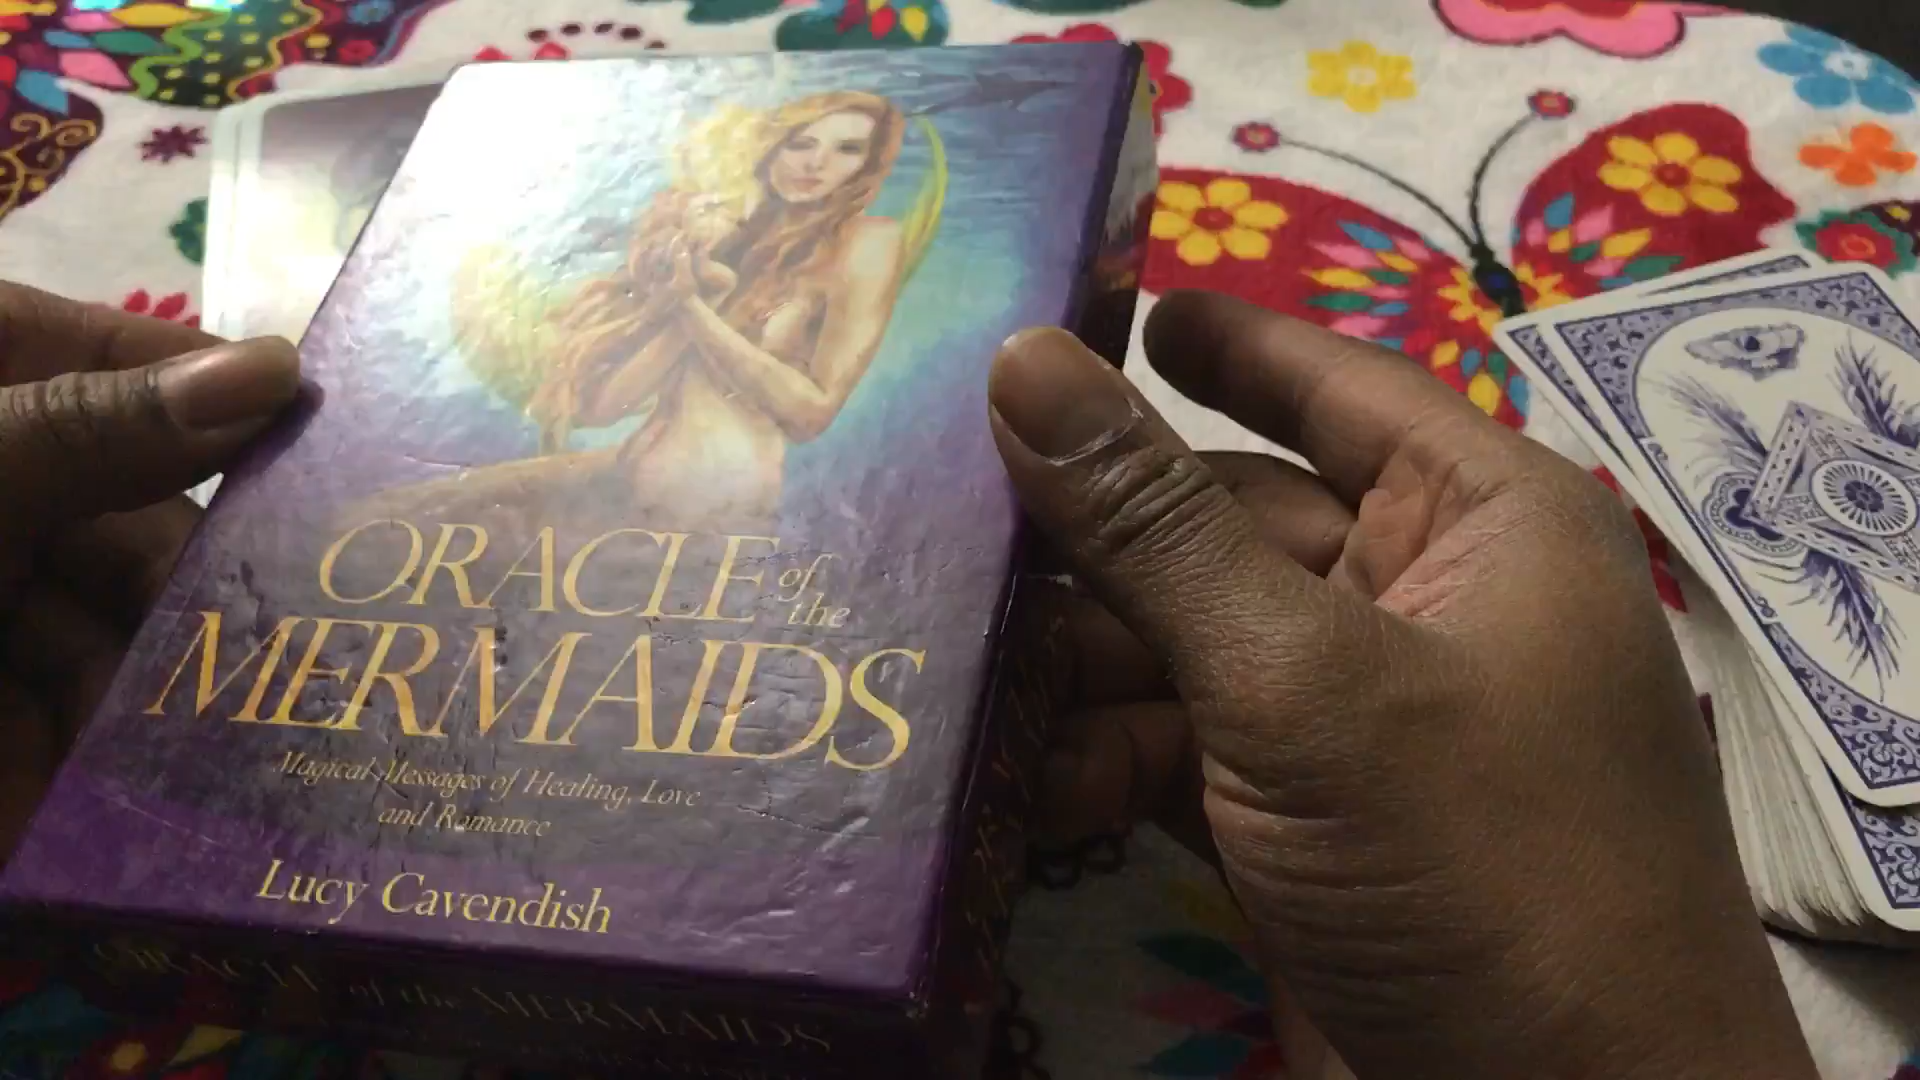 ORACLE of the
MERMAIDS
Magical Messages of Healing, Love
and Romance
Lucy Cavendish
ORACLE of the MERMAIDS